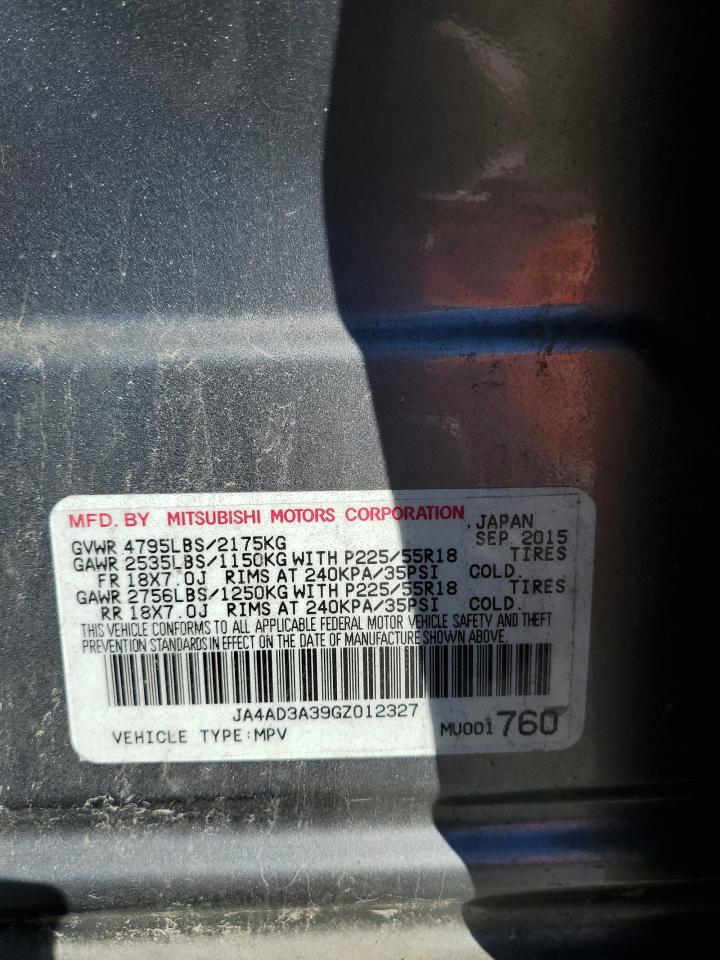 MFD. BY MITSUBISHI MOTORS CORPORATION, JAPAN
GVWR 4795LBS/2175KG SEP 2015
GAWR 2535LBS/1150KG WITH P225/55R18 TIRES
FR 18X7.0J RIMS AT 240KPA/35PSI COLD.
GAWR 2756LBS/1250KG WITH P225/55R18 TIRES
RR 18X7.0J RIMS AT 240KPA/35PSI COLD.
THIS VEHICLE CONFORMS TO ALL APPLICABLE FEDERAL MOTOR VEHICLE SAFETY AND THEFT
PREVENTION STANDARDS IN EFFECT ON THE DATE OF MANUFACTURE SHOWN ABOVE.
JA4AD3A39GZ012327
VEHICLE TYPE:MPV MU001760